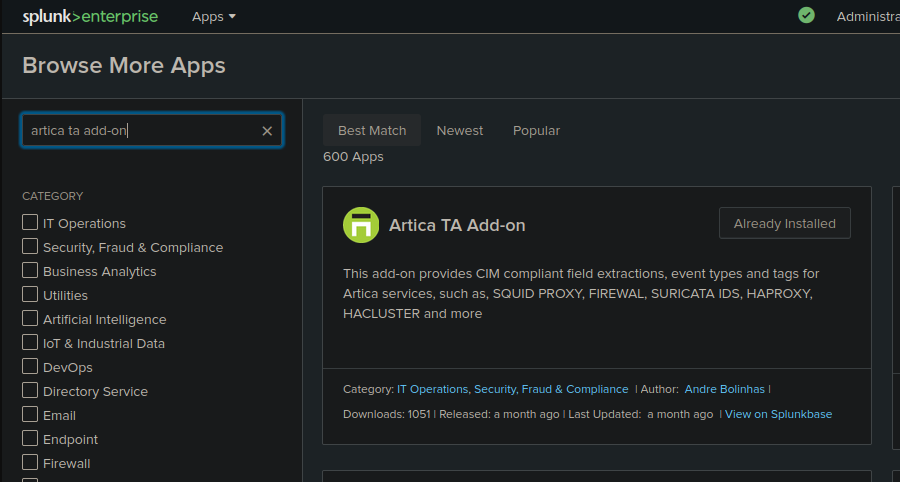 splunk>enterprise Apps Administra
Browse More Apps
artica ta add-on
Best Match Newest Popular
600 Apps
CATEGORY
IT Operations
Security, Fraud & Compliance
Business Analytics
Utilities
Artificial Intelligence
IoT & Industrial Data
DevOps
Directory Service
Email
Endpoint
Firewall
Artica TA Add-on Already Installed
This add-on provides CIM compliant field extractions, event types and tags for
Artica services, such as, SQUID PROXY, FIREWAL, SURICATA IDS, HAPROXY,
HACLUSTER and more
Category: IT Operations, Security, Fraud & Compliance | Author: Andre Bolinhas |
Downloads: 1051 | Released: a month ago | Last Updated: a month ago | View on Splunkbase